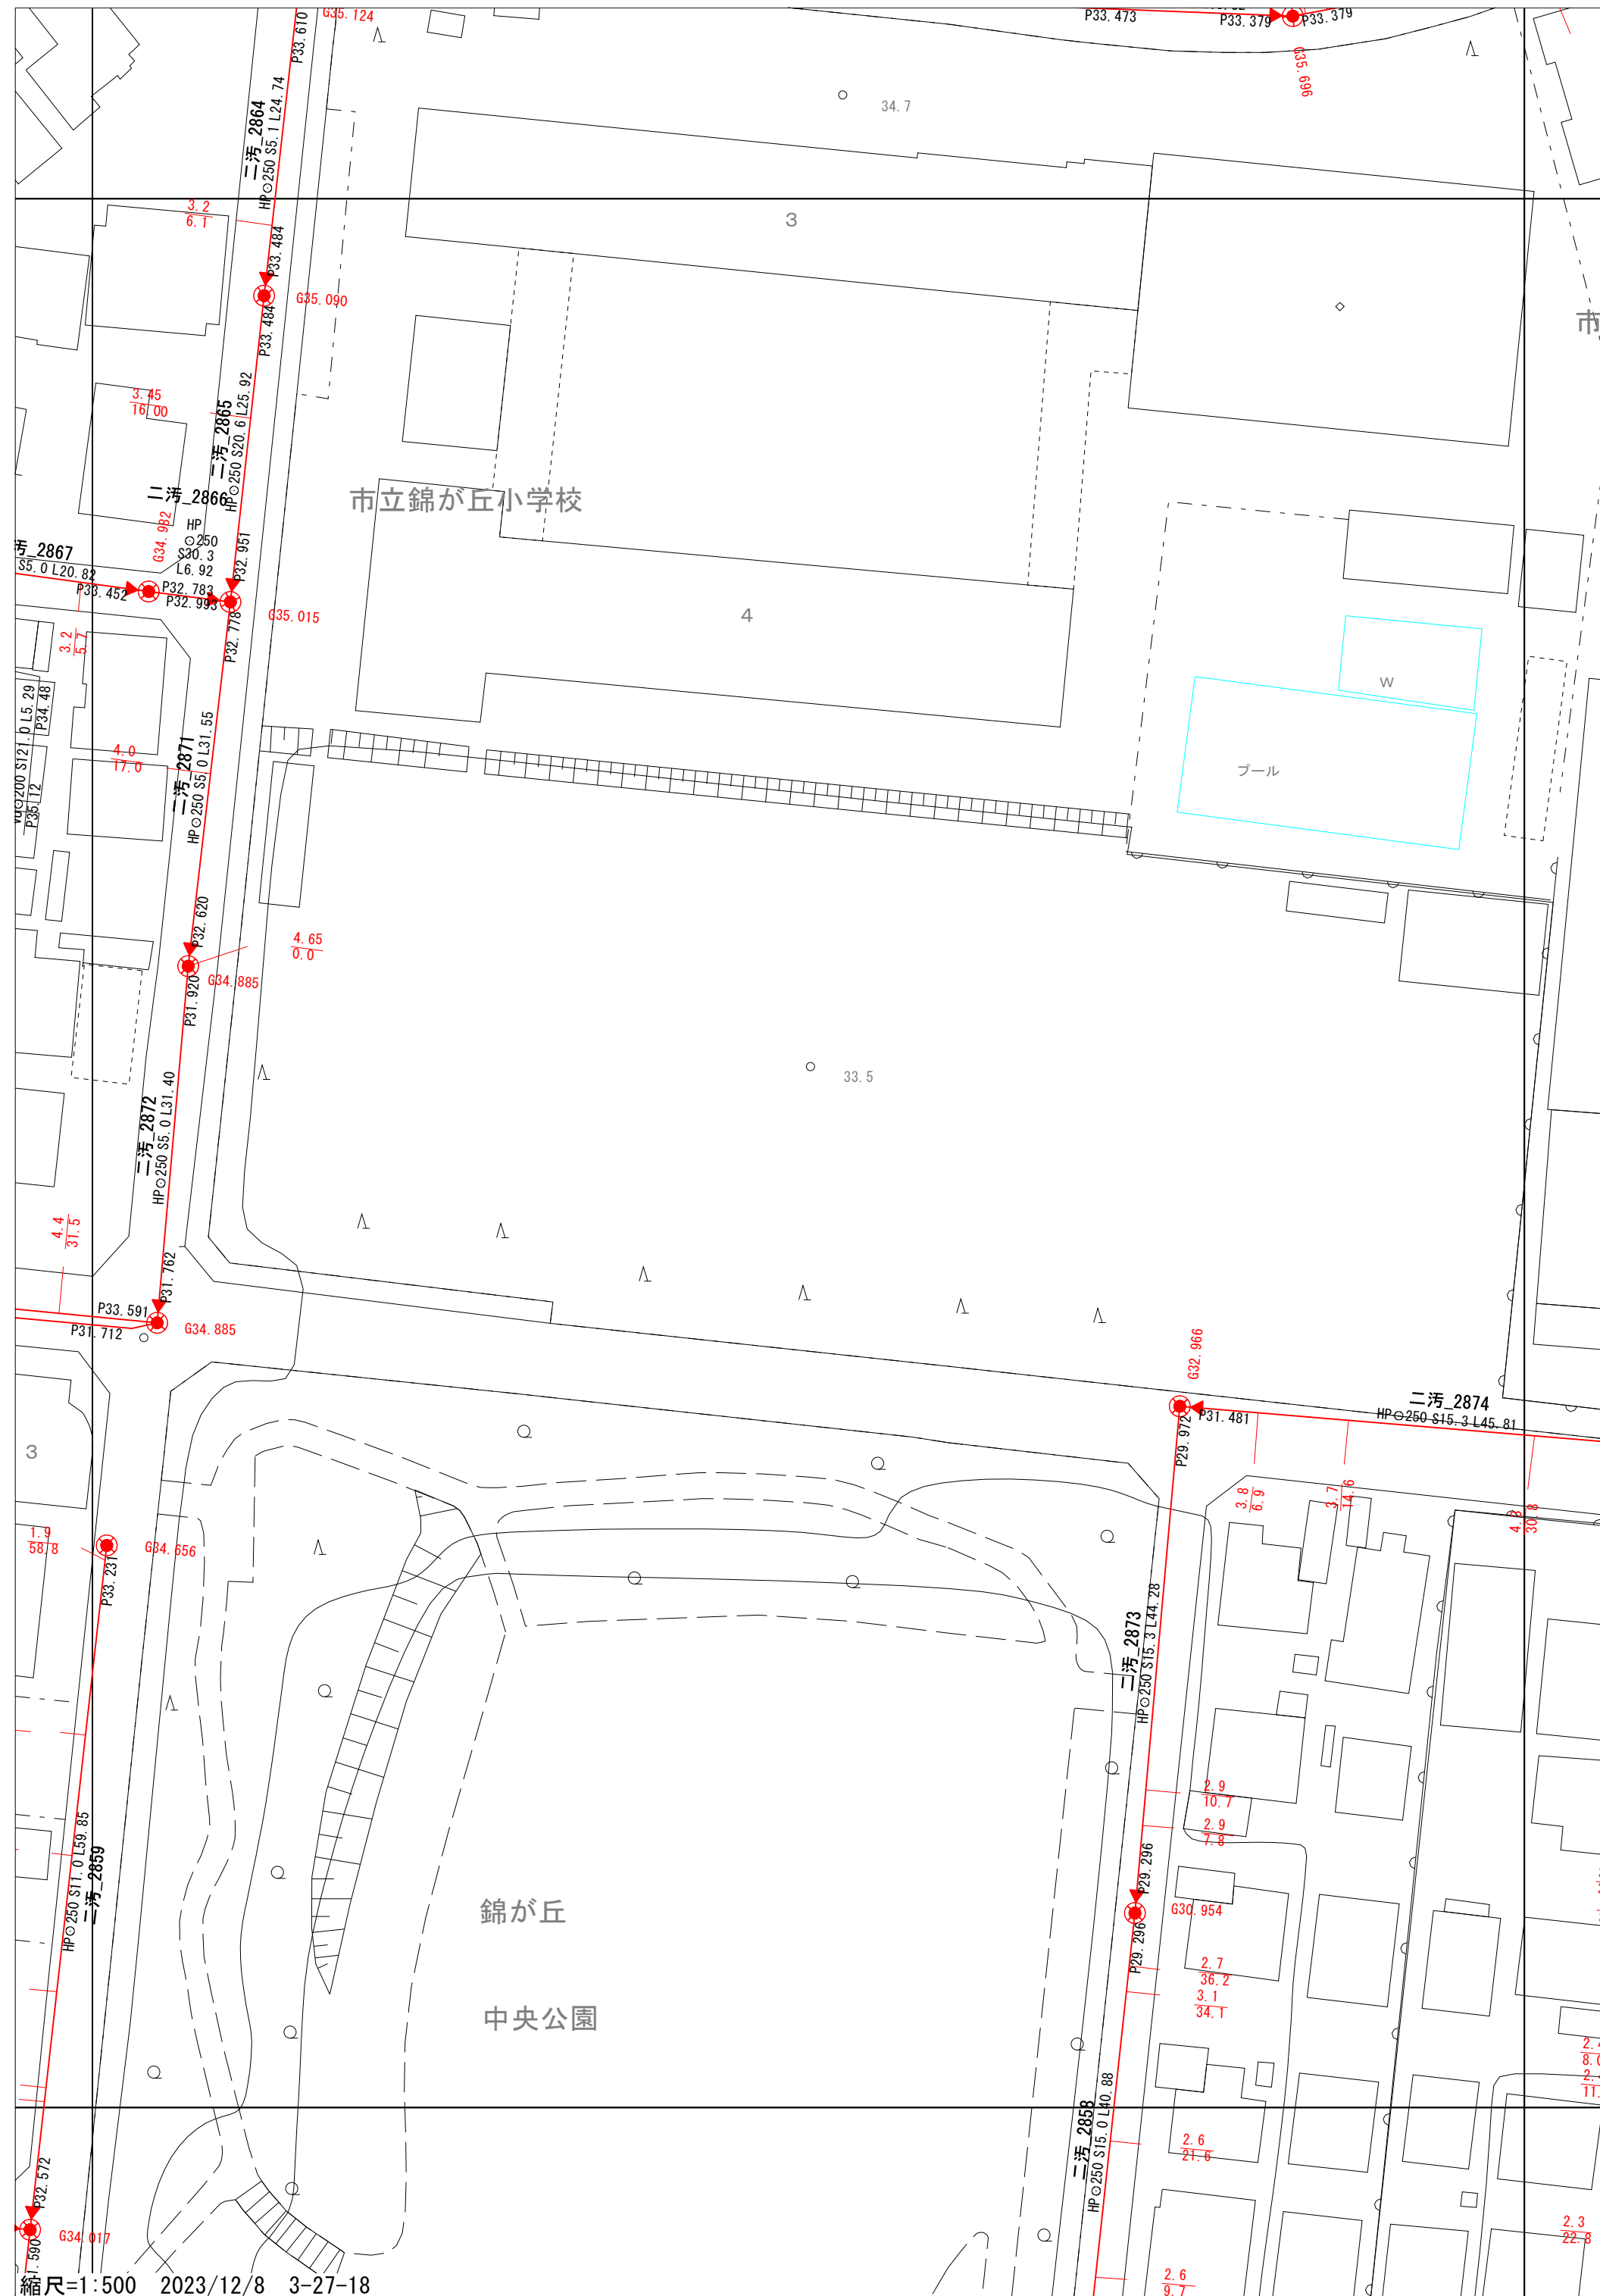 G35.124
P33.610
P33.473
P33.379
P33.379
G35.696
34.7
二汚_2864
HP○250 S5.1 L24.74
3.2
6.1
3
P33.484
G35.090
P33.484
市
3.45
16.00
二汚_2865
HP○250 S20.6 L25.92
市立錦が丘小学校
二汚_2866
HP
○250
S30.3
L6.92
G34.982
汚_2867
S5.0 L20.82
P33.452
P32.783
P32.993
P32.951
G35.015
P32.778
4
3.2
5.7
W
プール
S121.0 L5.29
P34.48
P35.12
4.0
17.0
二汚_2871
HP○250 S5.0 L31.55
P32.620
4.65
0.0
G34.885
P31.920
33.5
二汚_2872
HP○250 S5.0 L31.40
4.4
31.5
P31.762
P33.591
P31.712
G34.885
G32.966
二汚_2874
HP○250 S15.3 L45.81
P31.481
P29.972
3
3.8
6.9
3.7
14.6
30.8
1.9
58.8
G34.656
P33.231
二汚_2873
HP○250 S15.3 L44.28
2.9
10.7
2.9
7.8
二汚_2859
HP○250 S11.0 L59.85
P29.296
G30.954
P29.296
錦が丘
2.7
36.2
3.1
34.1
中央公園
8.0
11.
二汚_2858
HP○250 S15.0 L40.88
2.6
21.6
P32.572
G34.017
2.3
22.8
2.6
9.7
縮尺=1:500 2023/12/8 3-27-18